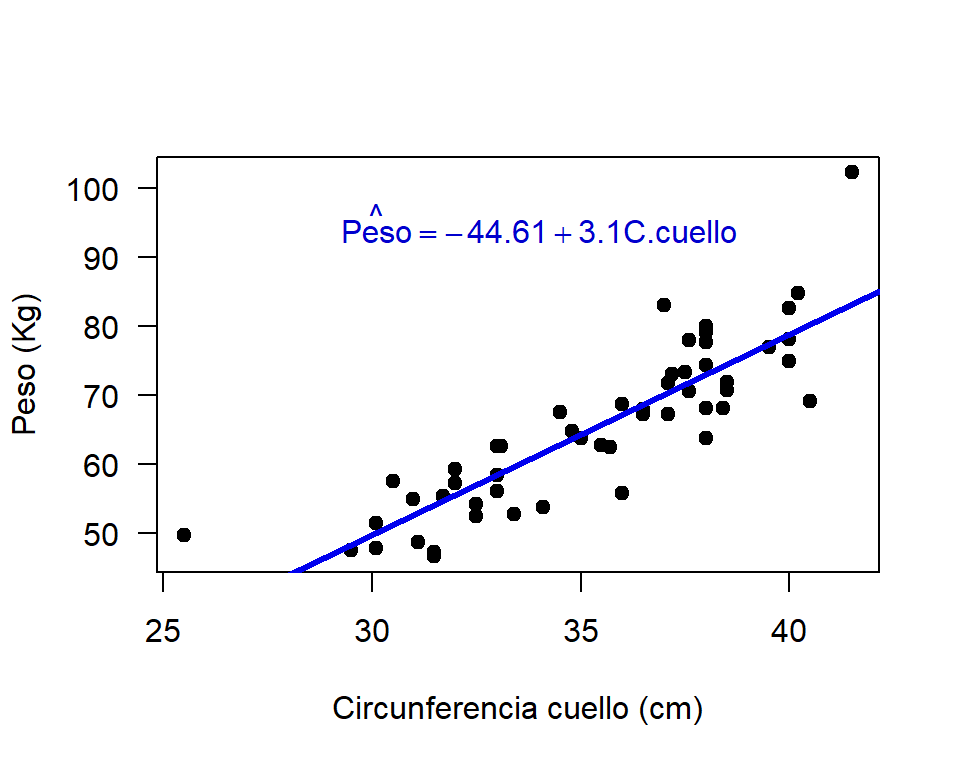 ^
Peso = −44.61 + 3.1C.cuello
100
90
80
70
60
50
Peso (Kg)
25 30 35 40
Circunferencia cuello (cm)